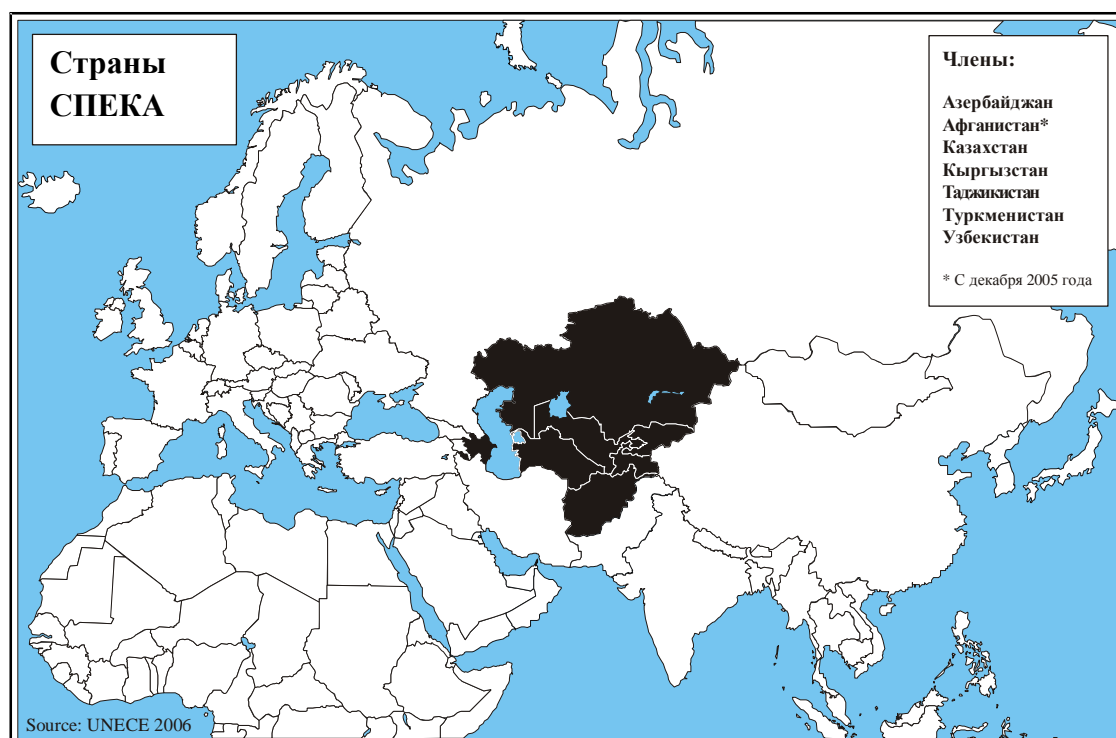 Страны
СПЕКА
Члены:
Азербайджан
Афганистан*
Казахстан
Кыргызстан
Таджикистан
Туркменистан
Узбекистан
* С декабря 2005 года
Source: UNECE 2006